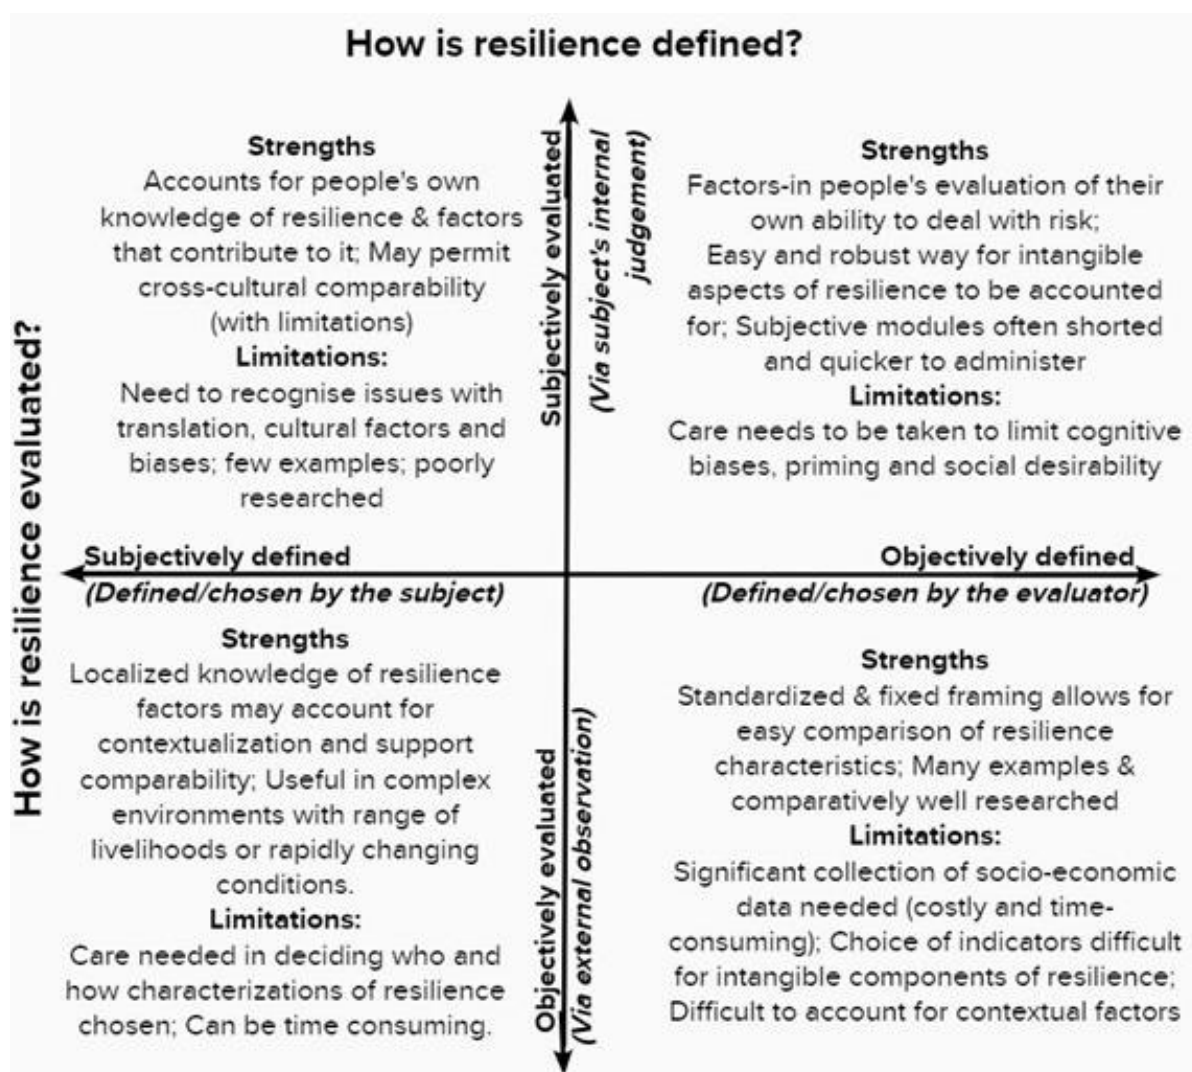 How is resilience defined?
How is resilience evaluated?
Strengths
Accounts for people's own
knowledge of resilience & factors
that contribute to it; May permit
cross-cultural comparability
(with limitations)
Limitations:
Need to recognise issues with
translation, cultural factors and
biases; few examples; poorly
researched
Subjectively evaluated
(Via subject's internal
judgement)
Strengths
Factors-in people's evaluation of their
own ability to deal with risk;
Easy and robust way for intangible
aspects of resilience to be accounted
for; Subjective modules often shorted
and quicker to administer
Limitations:
Care needs to be taken to limit cognitive
biases, priming and social desirability
Subjectively defined
(Defined/chosen by the subject)
Objectively defined
(Defined/chosen by the evaluator)
Strengths
Localized knowledge of resilience
factors may account for
contextualization and support
comparability; Useful in complex
environments with range of
livelihoods or rapidly changing
conditions.
Limitations:
Care needed in deciding who and
how characterizations of resilience
chosen; Can be time consuming.
Objectively evaluated
(Via external observation)
Strengths
Standardized & fixed framing allows for
easy comparison of resilience
characteristics; Many examples &
comparatively well researched
Limitations:
Significant collection of socio-economic
data needed (costly and time-
consuming); Choice of indicators difficult
for intangible components of resilience;
Difficult to account for contextual factors